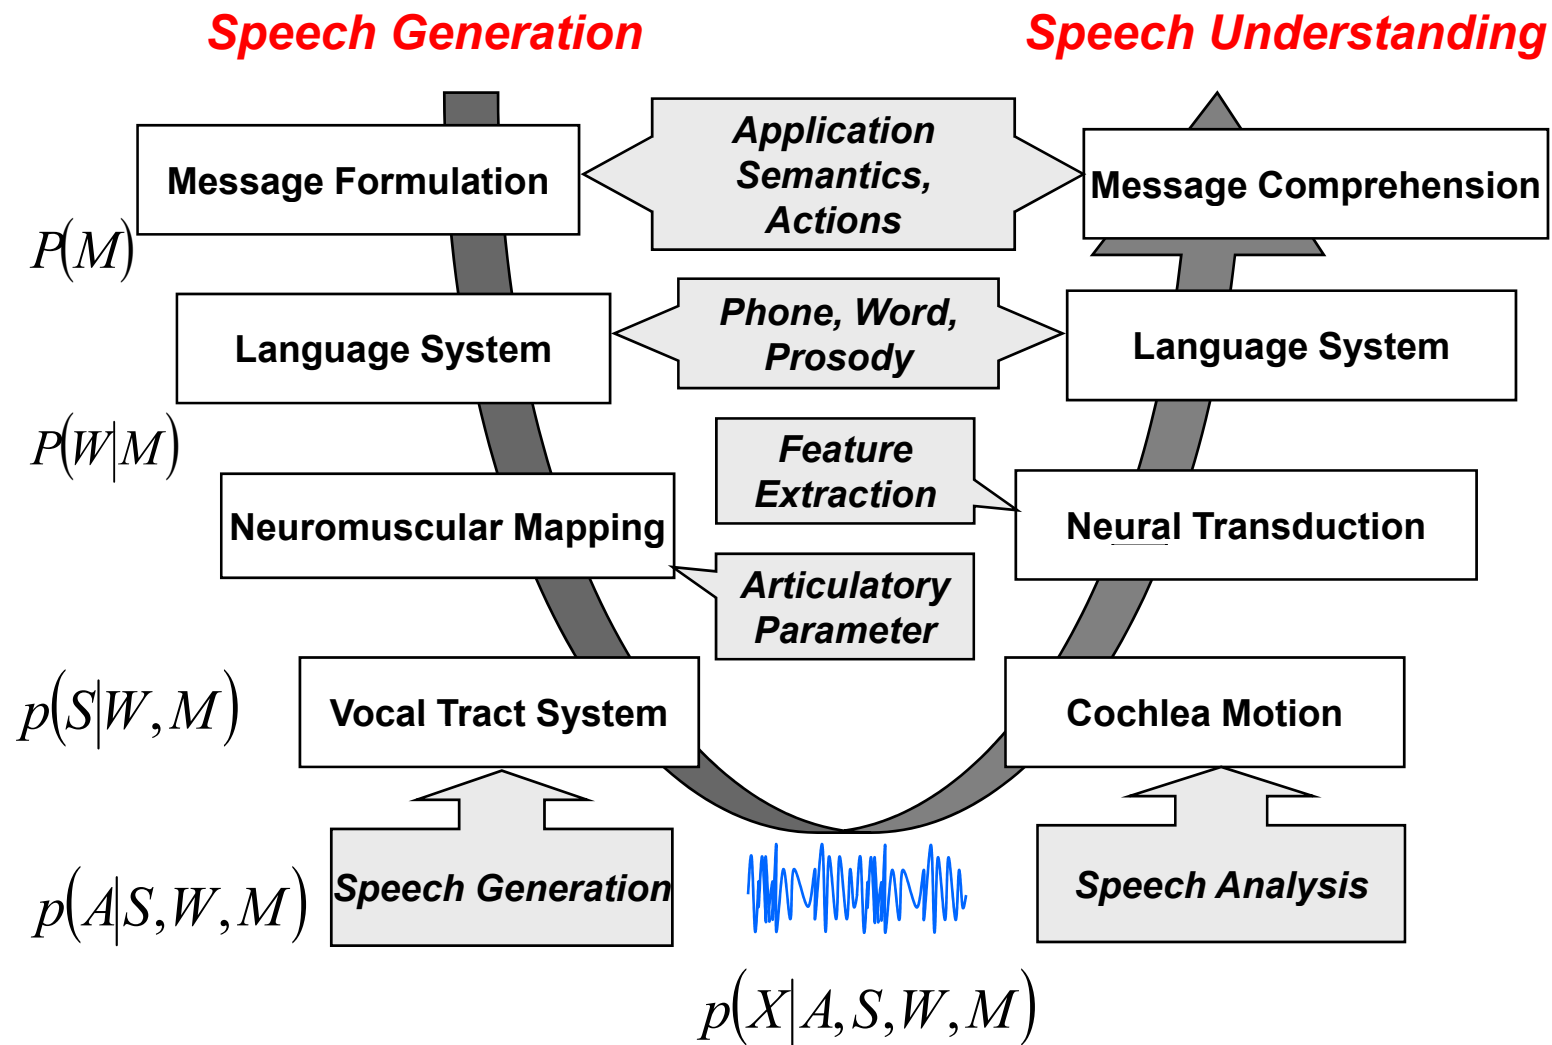 Speech Generation
Speech Understanding
Application
Semantics,
Actions
Message Formulation
Message Comprehension
P(M)
Phone, Word,
Prosody
Language System
Language System
P(W|M)
Feature
Extraction
Neuromuscular Mapping
Neural Transduction
Articulatory
Parameter
p(S|W,M)
Vocal Tract System
Cochlea Motion
p(A|S,W,M)
Speech Generation
Speech Analysis
p(X|A,S,W,M)